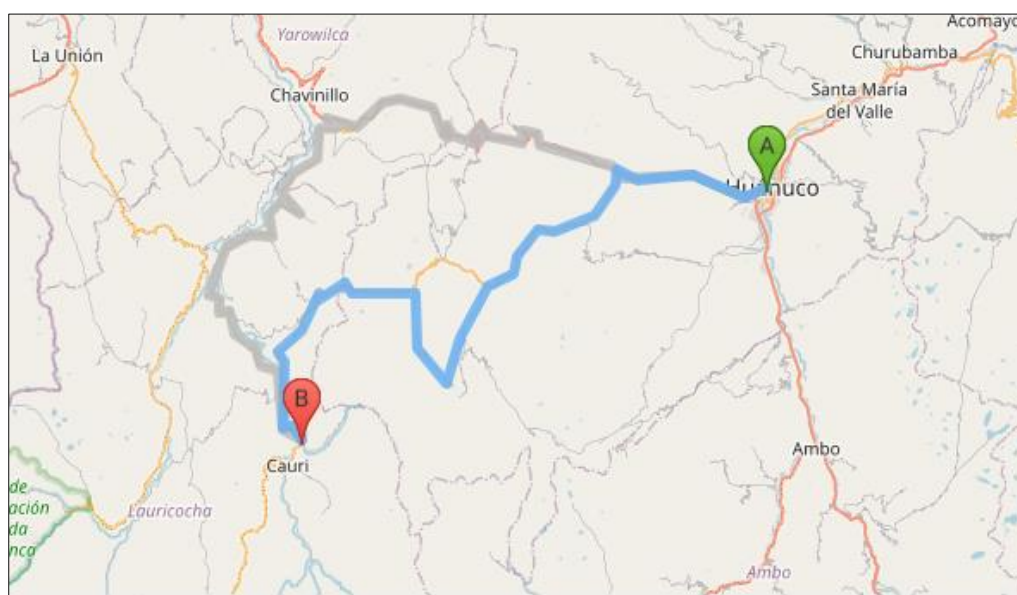 Acomayo
Yarowilca
La Unión
Churubamba
Chavinillo
Santa María
del Valle
A
Huánuco
B
Ambo
Cauri
de
ación
da
nca
Lauricocha
Ambo